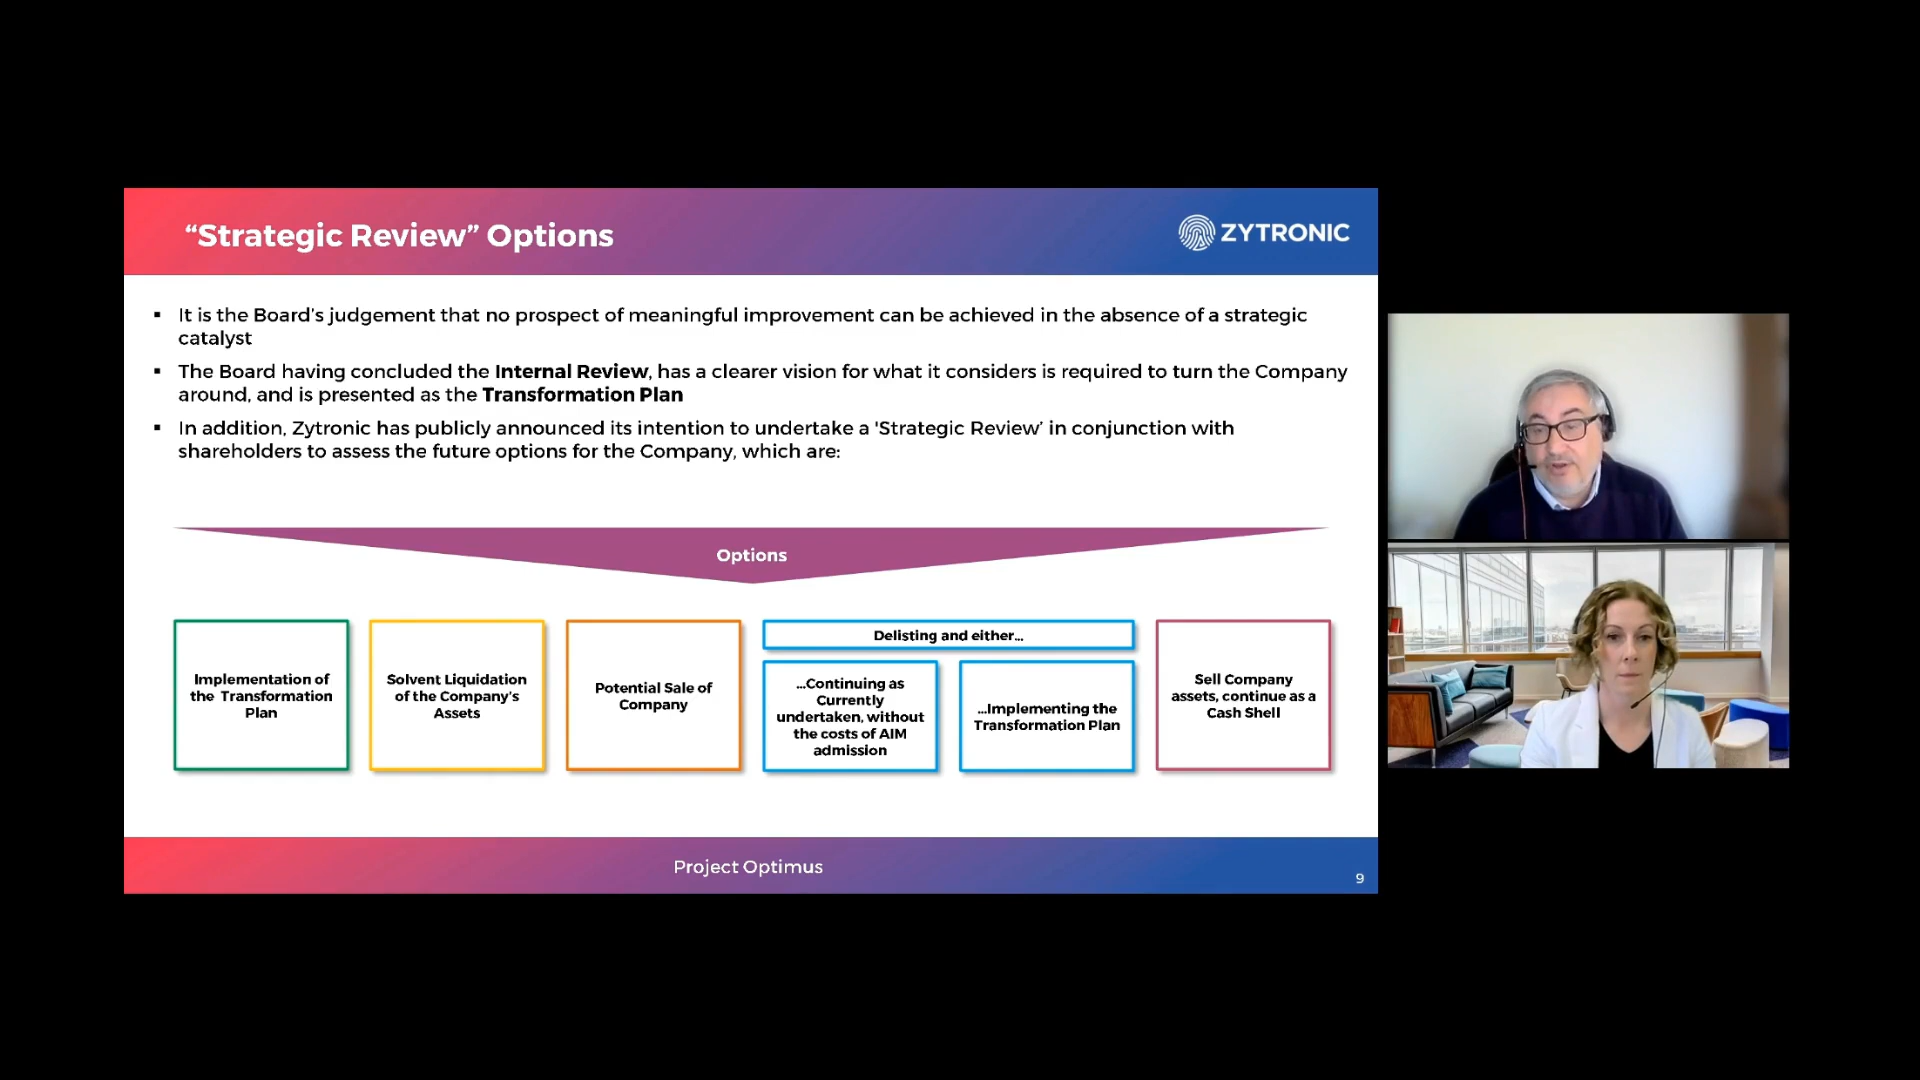 “Strategic Review” Options
ZYTRONIC
▪ It is the Board’s judgement that no prospect of meaningful improvement can be achieved in the absence of a strategic
catalyst
▪ The Board having concluded the Internal Review, has a clearer vision for what it considers is required to turn the Company
around, and is presented as the Transformation Plan
▪ In addition, Zytronic has publicly announced its intention to undertake a 'Strategic Review’ in conjunction with
shareholders to assess the future options for the Company, which are:
Options
Implementation of
the Transformation
Plan
Solvent Liquidation
of the Company’s
Assets
Potential Sale of
Company
Delisting and either…
…Continuing as
Currently
undertaken, without
the costs of AIM
admission
…Implementing the
Transformation Plan
Sell Company
assets, continue as a
Cash Shell
Project Optimus
9